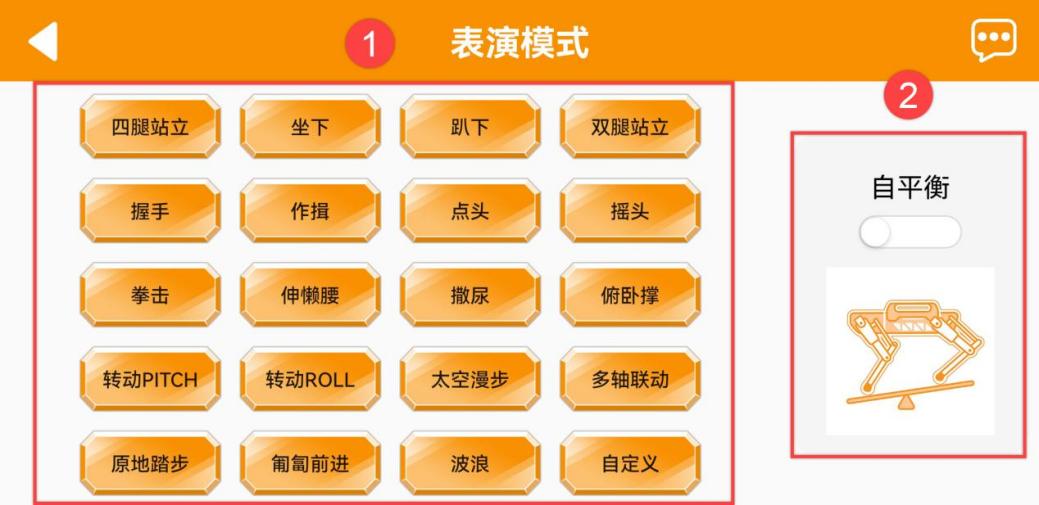 1 表演模式
2
四腿站立 坐下 趴下 双腿站立
自平衡
握手 作揖 点头 摇头
拳击 伸懒腰 撒尿 俯卧撑
转动PITCH 转动ROLL 太空漫步 多轴联动
原地踏步 匍匐前进 波浪 自定义